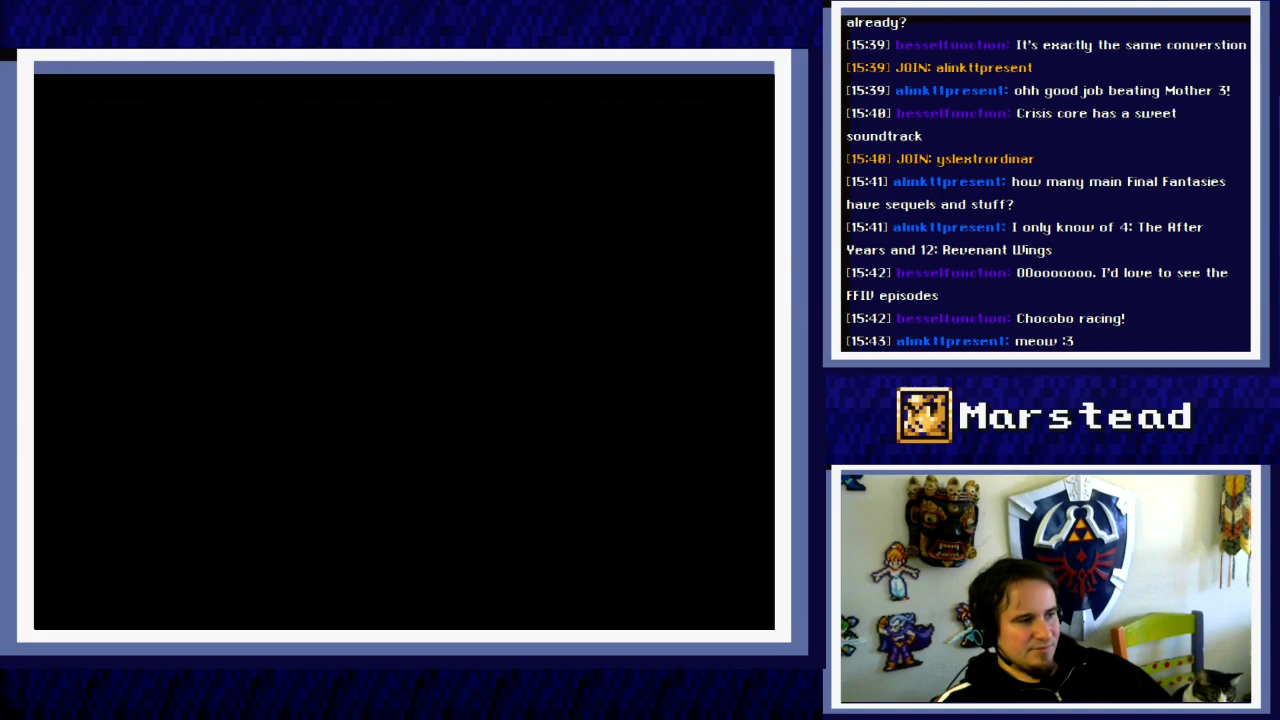 already?
[15:39] besselfunction: It's exactly the same converstion
[15:39] JOIN: alinkttpresent
[15:39] alinkttpresent: ohh good job beating Mother 3!
[15:40] besselfunction: Crisis core has a sweet
soundtrack
[15:40] JOIN: yslextrordinar
[15:41] alinkttpresent: how many main Final Fantasies
have sequels and stuff?
[15:41] alinkttpresent: I only know of 4: The After
Years and 12: Revenant Wings
[15:42] besselfunction: OOooooooo. I'd love to see the
FFIV episodes
[15:42] besselfunction: Chocobo racing!
[15:43] alinkttpresent: meow :3
Marstead